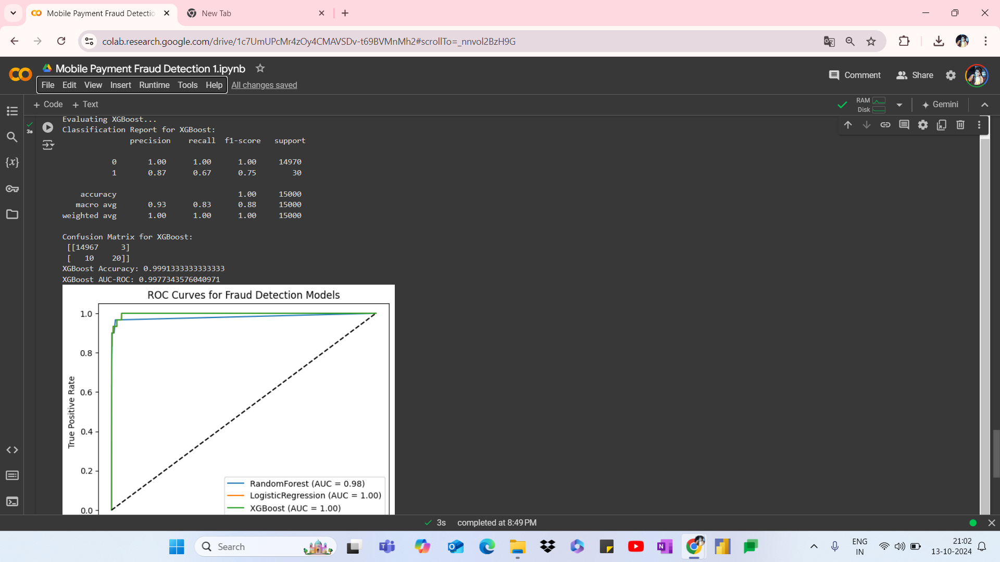 Mobile Payment Fraud Detectio
New Tab
colab.research.google.com/drive/1c7UmUPcMr4zOy4CMAVSDv-t69BVMnMh2#scrollTo=_nnvol2BzH9G
Mobile Payment Fraud Detection 1.ipynb
Comment Share
File Edit View Insert Runtime Tools Help All changes saved
+ Code + Text
RAM
Disk
Gemini
3s
Evaluating XGBoost...
Classification Report for XGBoost:
precision recall f1-score support
0 1.00 1.00 1.00 14970
1 0.87 0.67 0.75 30
accuracy 1.00 15000
macro avg 0.93 0.83 0.88 15000
weighted avg 1.00 1.00 1.00 15000
Confusion Matrix for XGBoost:
[[14967 3]
[ 10 20]]
XGBoost Accuracy: 0.9991333333333333
XGBoost AUC-ROC: 0.9977343576040971
ROC Curves for Fraud Detection Models
1.0
0.8
0.6
0.4
0.2
0.0
True Positive Rate
RandomForest (AUC = 0.98)
LogisticRegression (AUC = 1.00)
XGBoost (AUC = 1.00)
3s completed at 8:49 PM
Search
ENG
IN
21:02
13-10-2024